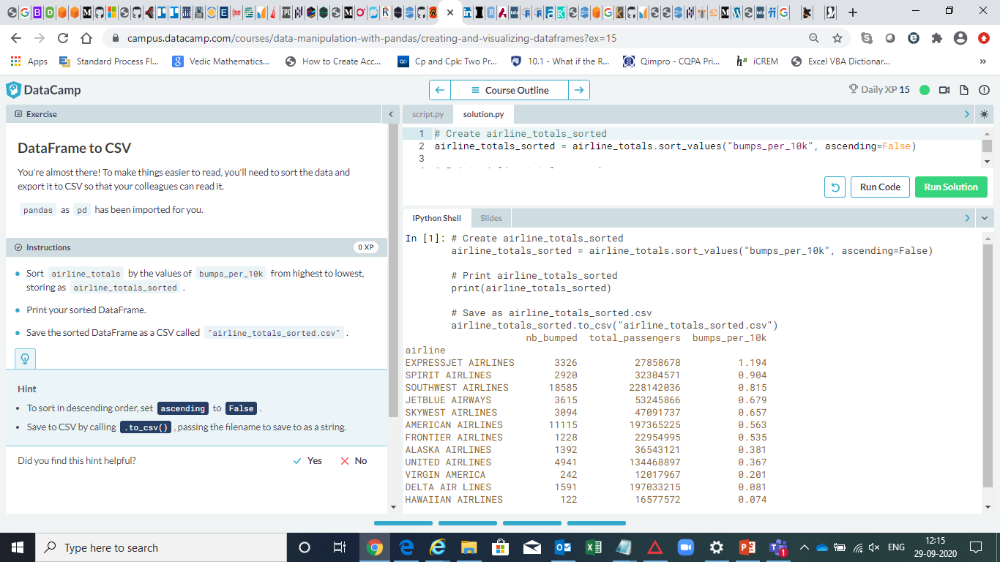 campus.datacamp.com/courses/data-manipulation-with-pandas/creating-and-visualizing-dataframes?ex=15
Apps
Standard Process Fl...
Vedic Mathematics...
How to Create Acc...
Cp and Cpk: Two Pr...
10.1 - What if the R...
Qimpro - CQPA Pri...
iCREM
Excel VBA Dictionar...
»
DataCamp
Course Outline
Daily XP 15
Exercise
DataFrame to CSV
You're almost there! To make things easier to read, you'll need to sort the data and
export it to CSV so that your colleagues can read it.
pandas as pd has been imported for you.
Instructions
0 XP
Sort airline_totals by the values of bumps_per_10k from highest to lowest,
storing as airline_totals_sorted .
Print your sorted DataFrame.
Save the sorted DataFrame as a CSV called "airline_totals_sorted.csv" .
Hint
To sort in descending order, set ascending to False .
Save to CSV by calling .to_csv() , passing the filename to save to as a string.
Did you find this hint helpful?
Yes
No
script.py
solution.py
1 # Create airline_totals_sorted
2 airline_totals_sorted = airline_totals.sort_values("bumps_per_10k", ascending=False)
3
Run Code
Run Solution
IPython Shell
Slides
In [1]: # Create airline_totals_sorted
airline_totals_sorted = airline_totals.sort_values("bumps_per_10k", ascending=False)
# Print airline_totals_sorted
print(airline_totals_sorted)
# Save as airline_totals_sorted.csv
airline_totals_sorted.to_csv("airline_totals_sorted.csv")
nb_bumped total_passengers bumps_per_10k
airline
EXPRESSJET AIRLINES 3326 27858678 1.194
SPIRIT AIRLINES 2920 32304571 0.904
SOUTHWEST AIRLINES 18585 228142036 0.815
JETBLUE AIRWAYS 3615 53245866 0.679
SKYWEST AIRLINES 3094 47091737 0.657
AMERICAN AIRLINES 11115 197365225 0.563
FRONTIER AIRLINES 1228 22954995 0.535
ALASKA AIRLINES 1392 36543121 0.381
UNITED AIRLINES 4941 134468897 0.367
VIRGIN AMERICA 242 12017967 0.201
DELTA AIR LINES 1591 197033215 0.081
HAWAIIAN AIRLINES 122 16577572 0.074
Type here to search
ENG
12:15
29-09-2020